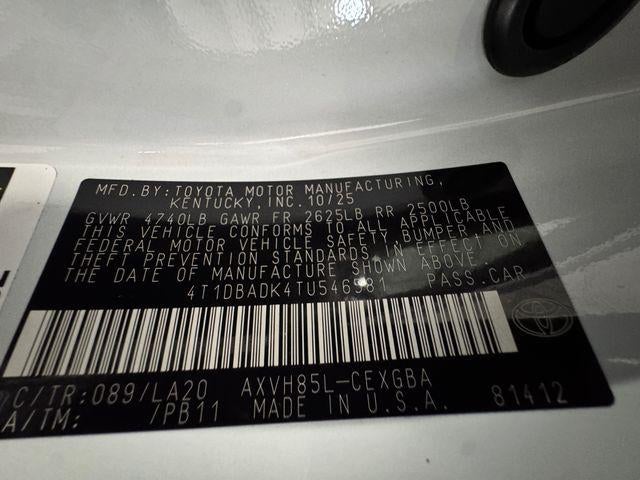 MFD.BY:TOYOTA MOTOR MANUFACTURING,
KENTUCKY, INC. 10/25
GVWR 4740LB GAWR FR 2625LB RR 2500LB
THIS VEHICLE CONFORMS TO ALL APPLICABLE
FEDERAL MOTOR VEHICLE SAFETY, BUMPER AND
THEFT PREVENTION STANDARDS IN EFFECT ON
THE DATE OF MANUFACTURE SHOWN ABOVE.
PASS.CAR
C/TR:089/LA20 AXVH85L-CEXGBA
A/TM: /PB11 MADE IN U.S.A. 81412